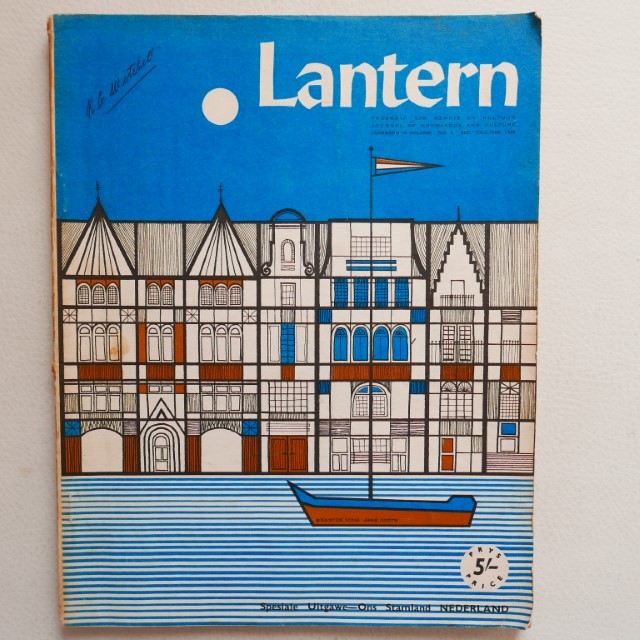 Lantern
TYDSKRIF VIR KENNIS EN KULTUUR
JOURNAL OF KNOWLEDGE AND CULTURE
PRYS
5/—
PRICE
Spesiale Uitgawe—Ons Stamland NEDERLAND